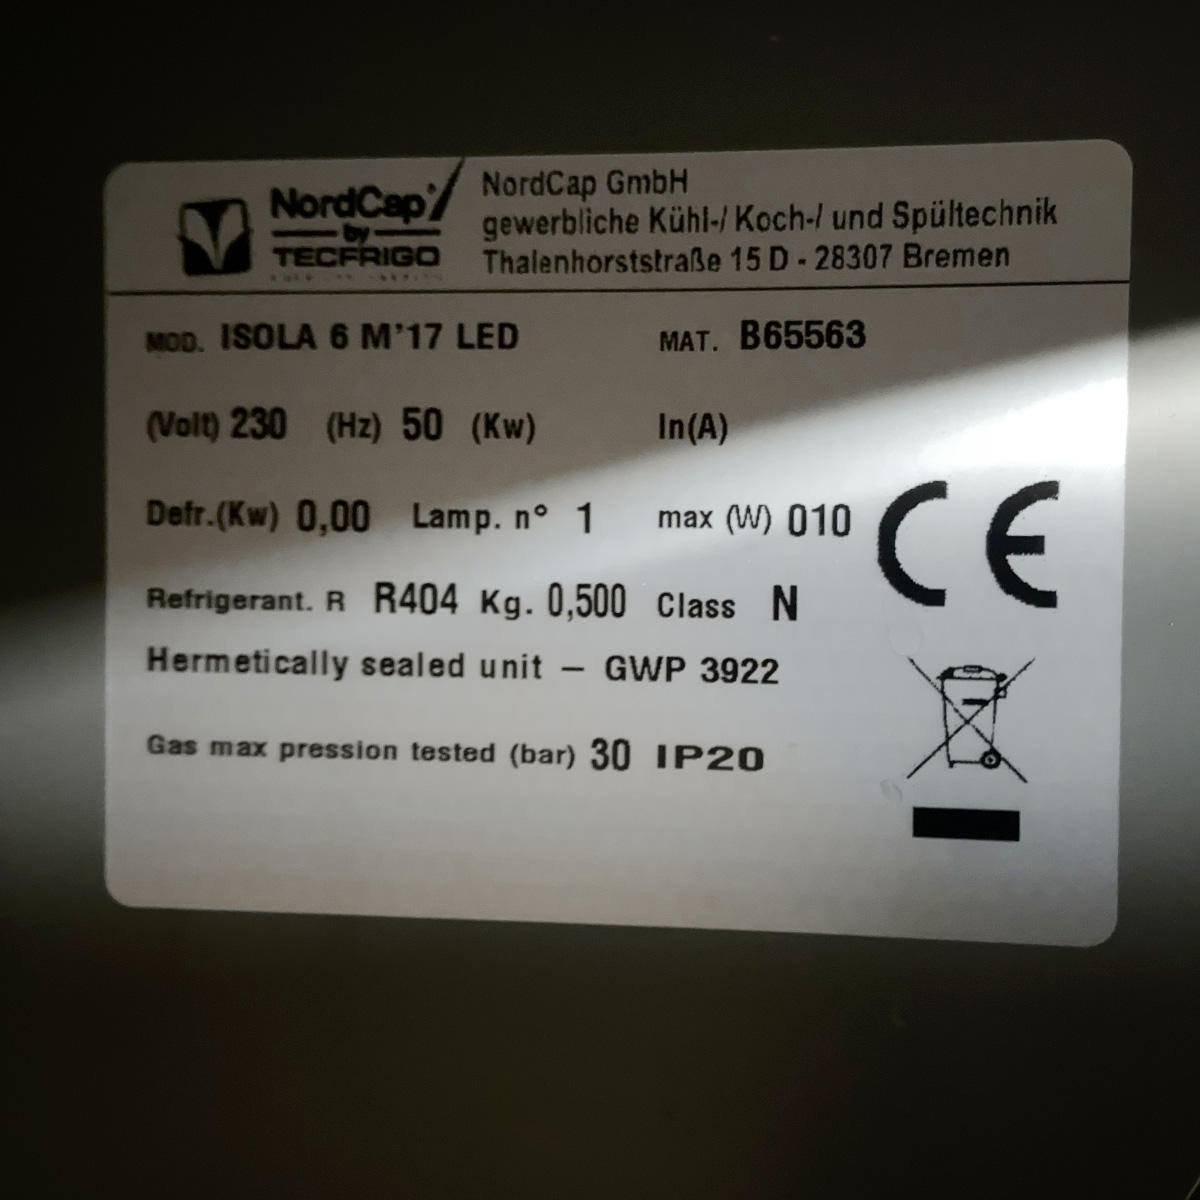 NordCap
by
TECFRIGO
NordCap GmbH
gewerbliche Kühl-/ Koch-/ und Spültechnik
Thalenhorststraße 15 D - 28307 Bremen
MOD. ISOLA 6 M'17 LED MAT. B65563
(Volt) 230 (Hz) 50 (Kw) In(A)
Defr.(Kw) 0,00 Lamp. n° 1 max (W) 010
Refrigerant. R R404 Kg. 0,500 Class N
Hermetically sealed unit – GWP 3922
Gas max pression tested (bar) 30 IP20
CE